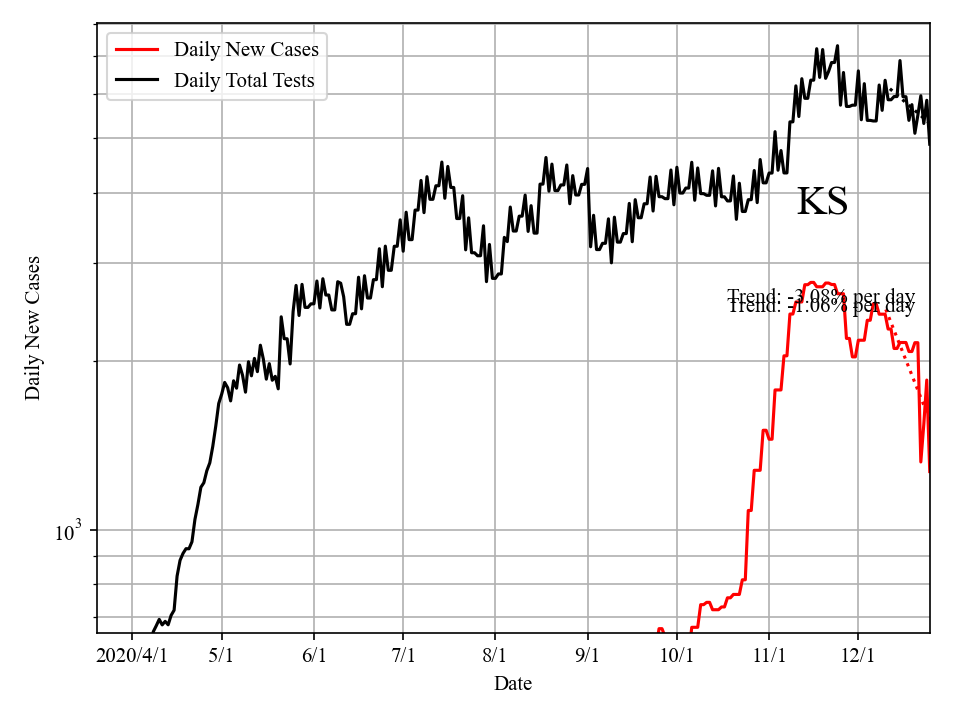 Daily New Cases
Daily Total Tests
KS
Trend: -3.08% per day
Trend: -1.06% per day
Daily New Cases
10³
2020/4/1 5/1 6/1 7/1 8/1 9/1 10/1 11/1 12/1
Date